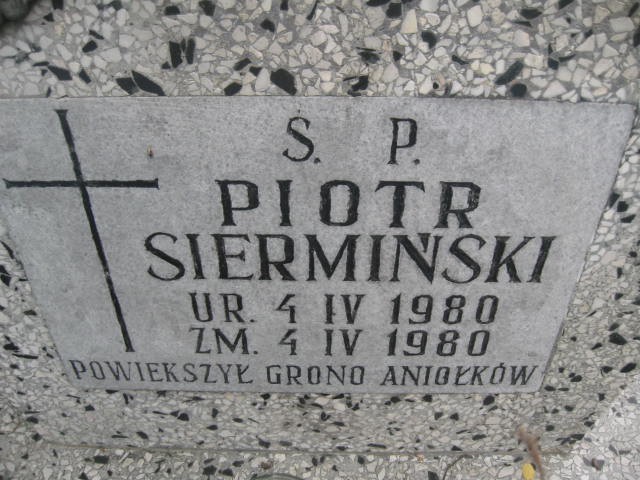 Ś. P.
PIOTR
SIERMIŃSKI
UR. 4 IV 1980
ZM. 4 IV 1980
POWIEKSZYŁ GRONO ANIOŁKÓW